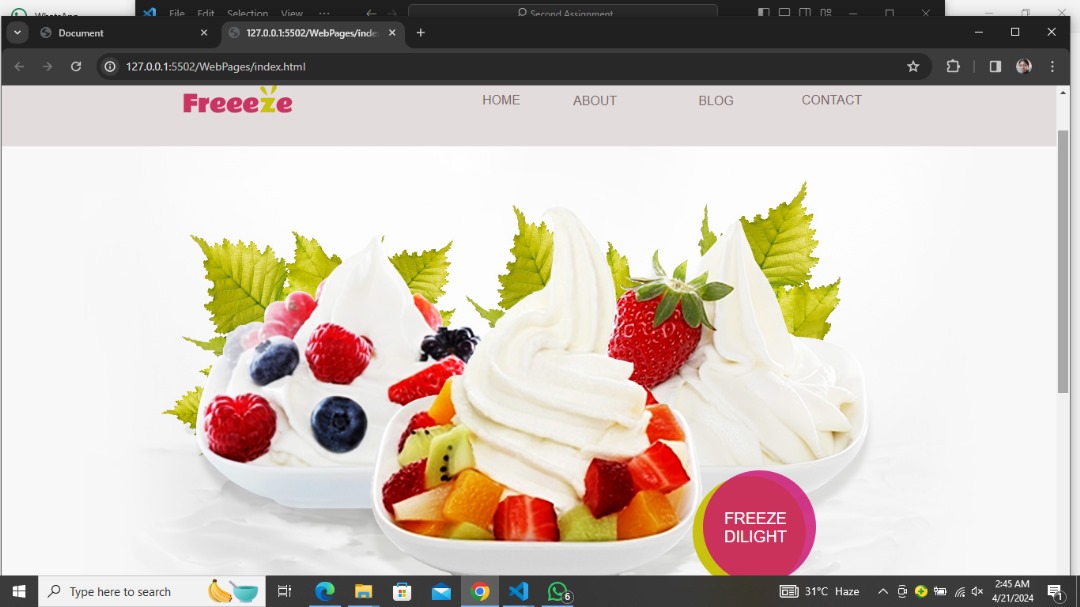 WhatsApp
File Edit Selection View ...
Second Assignment
Document
127.0.0.1:5502/WebPages/inde
127.0.0.1:5502/WebPages/index.html
Freeeze
HOME ABOUT BLOG CONTACT
FREEZE
DILIGHT
Type here to search
6
31°C Haze
2:45 AM
4/21/2024
1